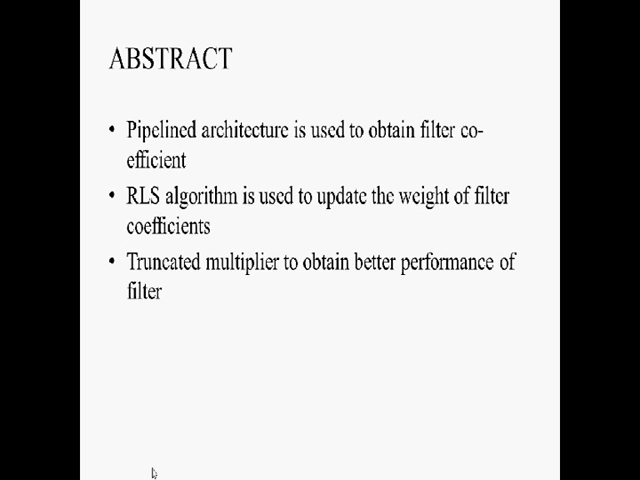 ABSTRACT
• Pipelined architecture is used to obtain filter co-
efficient
• RLS algorithm is used to update the weight of filter
coefficients
• Truncated multiplier to obtain better performance of
filter